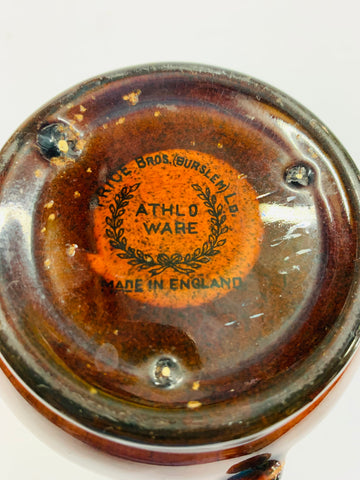 PRICE BROS. (BURSLEM) LD.
ATHLO
WARE
MADE IN ENGLAND